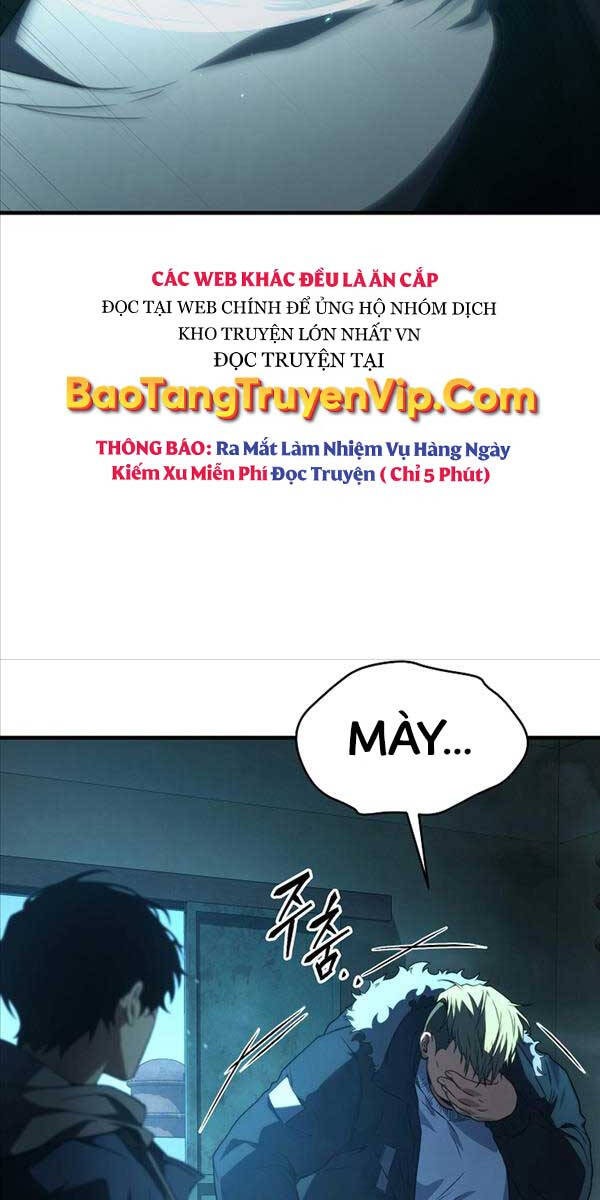 CÁC WEB KHÁC ĐỀU LÀ ĂN CẮP
ĐỌC TẠI WEB CHÍNH ĐỂ ỦNG HỘ NHÓM DỊCH
KHO TRUYỆN LỚN NHẤT VN
ĐỌC TRUYỆN TẠI
BaoTangTruyenVip.Com
THÔNG BÁO: Ra Mắt Làm Nhiệm Vụ Hàng Ngày
Kiếm Xu Miễn Phí Đọc Truyện ( Chỉ 5 Phút)
MÀY...
주춤..